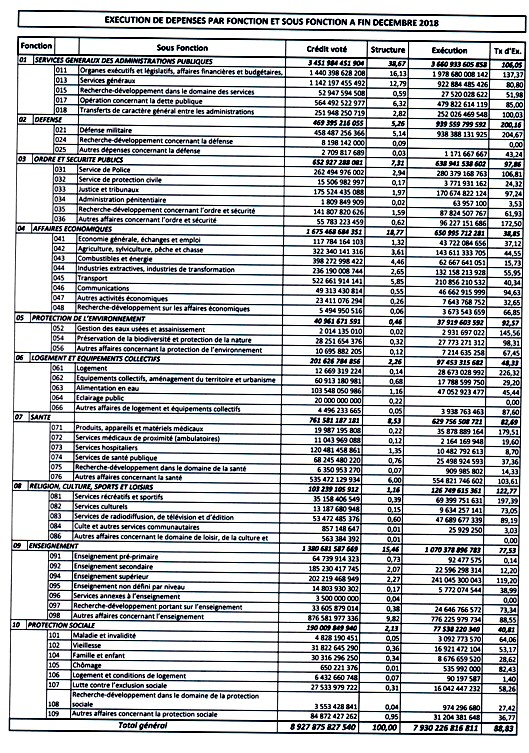 EXECUTION DE DEPENSES PAR FONCTION ET SOUS FONCTION A FIN DECEMBRE 2018
Fonction Sous Fonction Crédit voté Structure Exécution Tx d'Ex.
01 SERVICES GENERAUX DES ADMINISTRATIONS PUBLIQUES 3 451 984 451 904 38,67 3 660 933 605 858 106,05
011 Organes exécutifs et législatifs, affaires financières et budgétaires, 1 440 398 628 208 16,13 1 978 680 008 142 137,37
013 Services généraux 1 142 197 455 492 12,79 922 884 485 426 80,80
015 Recherche-développement dans le domaine des services 52 947 594 508 0.59 27 520 028 622 51,98
017 Opération concernant la dette publique 564 492 522 977 6,32 479 822 614 119 85,00
018 Transferts de caractère général entre les administrations 251 948 250 719 2,82 252 026 469 548 100,03
02 DEFENSE 469 395 216 055 5,26 939 559 799 592 200,16
021 Défense militaire 458 487 256 366 5,14 938 388 131 925 204,67
024 Recherche-développement concernant la défense 8 198 142 000 0,09 0,00
025 Autres dépenses concernant la défense 2 709 817 689 0,03 1 171 667 667 43,24
03 ORDRE ET SECURITE PUBLICS 652 927 288 081 7,31 638 941 538 602 97,86
031 Service de Police 262 494 976 002 2,94 280 379 168 763 106,81
032 Service de protection civile 15 506 982 997 0,17 3 771 931 162 24,32
033 Justice et tribunaux 177 524 435 088 1,97 170 674 822 124 97,24
034 Administration pénitentiaire 1 809 849 909 0,02 63 957 100 3,53
035 Recherche-développement concernant l'ordre et sécurité 141 807 820 626 1,59 87 824 507 767 61,93
036 Autres affaires concernant l'ordre et sécurité 55 783 223 459 0,62 96 227 151 686 172,50
04 AFFAIRES ECONOMIQUES 1 675 468 684 351 18,77 650 995 712 281 38,85
041 Economie générale, échanges et emploi 117 784 164 103 1,32 43 722 084 656 37,12
042 Agriculture, sylviculture, pêche et chasse 322 340 141 316 3,61 143 611 333 705 44,55
043 Combustibles et énergie 398 272 998 422 4,46 62 667 641 051 15,73
044 Industries extractives, industries de transformation 236 190 008 744 2,65 132 158 213 928 55,95
045 Transport 522 661 914 141 5,85 210 856 210 532 40,34
046 Communications 49 313 430 814 0,55 46 662 915 999 94,63
047 Autres activités économiques 23 411 076 294 0,26 7 643 768 752 32,65
048 Recherche-développement sur les affaires économiques 5 494 950 516 0,06 3 673 543 659 66,85
05 PROTECTION DE L'ENVIRONNEMENT 40 961 671 591 0,46 37 919 603 592 92,57
052 Gestion des eaux usées et assainissement 2 014 135 010 0,02 2 931 697 022 145,56
054 Préservation de la biodiversité et protection de la nature 28 251 654 376 0,32 27 773 271 312 98,31
056 Autres affaires concernant la protection de l'environnement 10 695 882 205 0,12 7 214 635 258 67,45
06 LOGEMENT ET EQUIPEMENTS COLLECTIFS 201 626 784 856 2,26 97 453 315 682 48,33
061 Logement 12 669 319 224 0,14 28 673 028 992 226,32
062 Equipements collectifs, aménagement du territoire et urbanisme 60 913 180 981 0,68 17 788 599 750 29,20
063 Alimentation en eau 103 548 050 986 1,16 47 052 923 477 45,44
064 Eclairage public 20 000 000 000 0,22 0,00
066 Autres affaires de logement et équipements collectifs 4 496 233 665 0,05 3 938 763 463 87,60
07 SANTE 761 581 187 181 8,53 629 756 508 721 82,69
071 Produits, appareils et matériels médicaux 19 987 195 808 0,22 35 878 889 164 179,51
072 Services médicaux de proximité (ambulatoires) 11 043 969 088 0,12 2 164 169 948 19,60
073 Services hospitaliers 120 481 458 861 1,35 10 482 792 613 8,70
074 Services de santé publique 68 245 480 220 0,76 25 498 924 593 37,36
075 Recherche-développement dans le domaine de la santé 6 350 953 270 0,07 909 985 802 14,33
076 Autres affaires concernant la santé 535 472 129 934 6,00 554 821 746 602 103,61
08 RELIGION, CULTURE, SPORTS ET LOISIRS 103 239 105 912 1,16 126 749 615 361 122,77
081 Services récréatifs et sportifs 35 158 406 549 0,39 69 399 751 631 197,39
082 Services culturels 13 187 680 948 0,15 9 634 257 141 73,05
083 Services de radiodiffusion, de télévision et d'édition 53 472 485 376 0,60 47 689 677 339 89,19
084 Culte et autres services communautaires 857 148 647 0,01 25 929 250 3,03
086 Autres affaires concernant le domaine de loisir, de la culture et 563 384 392 0,01 0,00
09 ENSEIGNEMENT 1 380 681 587 669 15,46 1 070 378 896 783 77,53
091 Enseignement pré-primaire 64 739 914 323 0,73 92 477 575 0,14
092 Enseignement secondaire 185 230 417 745 2,07 22 596 298 314 12,20
094 Enseignement supérieur 202 219 468 949 2,27 241 045 300 043 119,20
095 Enseignement non défini par niveau 14 803 930 302 0,17 5 772 074 544 38,99
096 Services annexes à l'enseignement 3 500 000 000 0,04 0,00
097 Recherche-développement portant sur l'enseignement 33 605 879 014 0,38 24 646 766 572 73,34
098 Autres affaires concernant l'enseignement 876 581 977 336 9,82 776 225 979 734 88,55
10 PROTECTION SOCIALE 190 009 849 940 2,13 77 538 220 340 40,81
101 Maladie et invalidité 4 828 190 451 0,05 3 092 773 570 64,06
102 Vieillesse 31 822 645 290 0,36 16 921 472 104 53,17
104 Famille et enfant 30 316 296 250 0,34 8 676 659 520 28,62
105 Chômage 650 221 376 0,01 535 992 000 82,43
106 Logement et conditions de logement 6 432 660 748 0,07 90 197 587 1,40
107 Lutte contre l'exclusion sociale 27 533 979 722 0,31 16 042 447 232 58,26
Recherche-développement dans le domaine de la protection
108 sociale 3 553 428 841 0,04 974 296 680 27,42
109 Autres affaires concernant la protection sociale 84 872 427 262 0,95 31 204 381 648 36,77
Total général 8 927 875 827 540 100,00 7 930 226 816 811 88,83